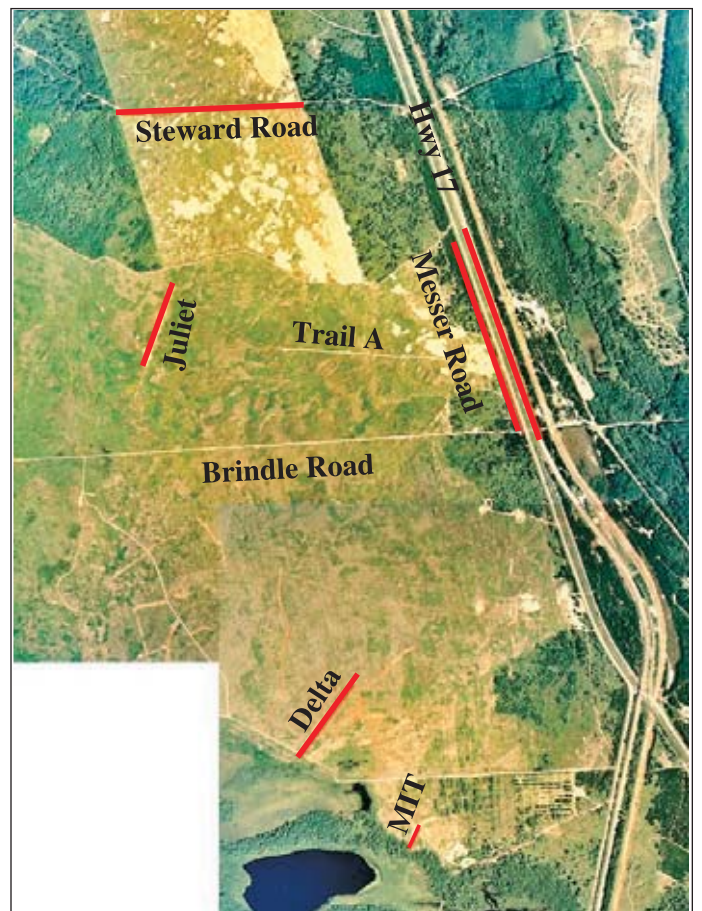 Steward Road
Hwy 17
Messer Road
Juliet
Trail A
Brindle Road
Delta
MIT